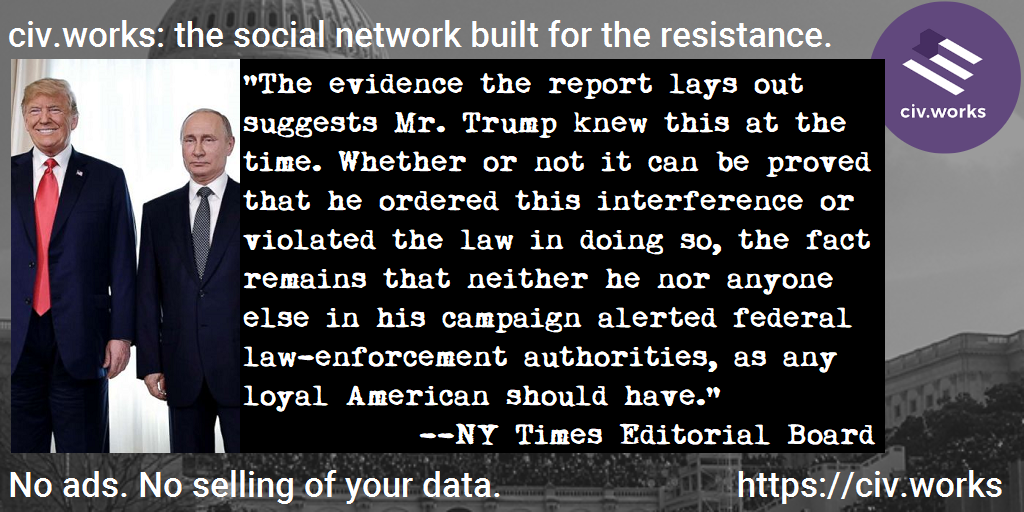 civ.works: the social network built for the resistance.
civ.works
"The evidence the report lays out
suggests Mr. Trump knew this at the
time. Whether or not it can be proved
that he ordered this interference or
violated the law in doing so, the fact
remains that neither he nor anyone
else in his campaign alerted federal
law-enforcement authorities, as any
loyal American should have."
--NY Times Editorial Board
No ads. No selling of your data.
https://civ.works